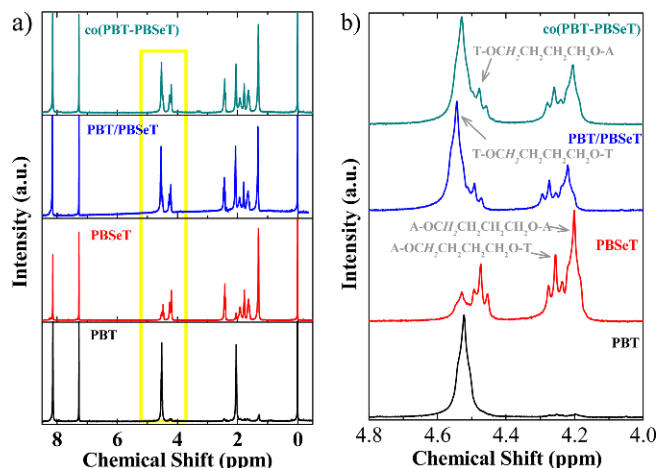 a)
co(PBT-PBSeT)
PBT/PBSeT
PBSeT
PBT
Intensity (a.u.)
8 6 4 2 0
Chemical Shift (ppm)
b)
co(PBT-PBSeT)
T-OCH₂CH₂CH₂CH₂O-A
PBT/PBSeT
T-OCH₂CH₂CH₂CH₂O-T
A-OCH₂CH₂CH₂CH₂O-A
PBSeT
A-OCH₂CH₂CH₂CH₂O-T
PBT
Intensity (a.u.)
4.8 4.6 4.4 4.2 4.0
Chemical Shift (ppm)